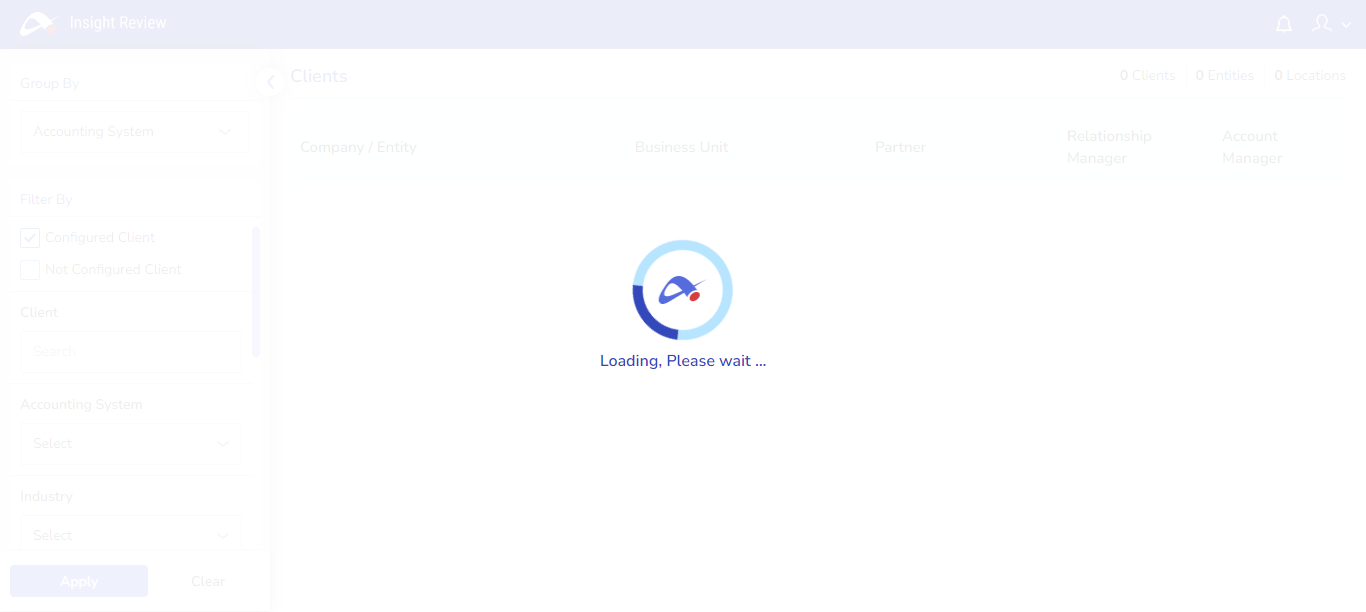 Insight Review
Group By
Accounting System
Filter By
Configured Client
Not Configured Client
Client
Search
Accounting System
Select
Industry
Select
Apply Clear
Clients
0 Clients 0 Entities 0 Locations
Company / Entity Business Unit Partner Relationship Manager Account Manager
Loading, Please wait ...